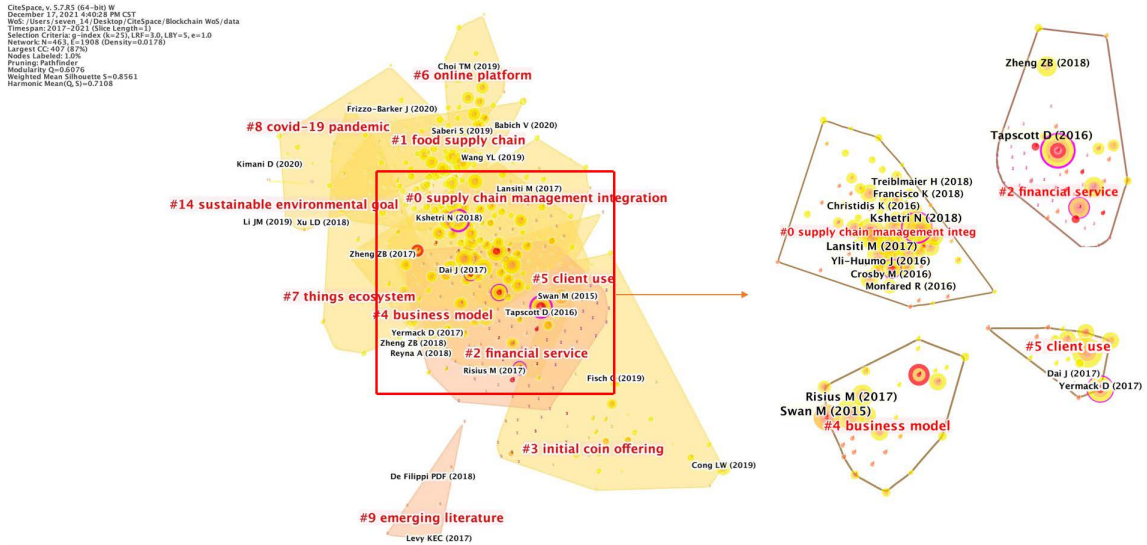 CiteSpace, v. 5.7.R5 (64-bit) W
December 17, 2021 4:40:28 PM CST
WoS: /Users/seven_14/Desktop/CiteSpace/Blockchain WoS/data
Timespan: 2017-2021 (Slice Length=1)
Selection Criteria: g-index (k=25), LRF=3.0, LBY=5, e=1.0
Network: N=463, E=1908 (Density=0.0178)
Largest CC: 407 (87%)
Nodes Labeled: 1.0%
Pruning: Pathfinder
Modularity Q=0.6076
Weighted Mean Silhouette S=0.8561
Harmonic Mean(Q, S)=0.7108
Choi TM (2019)
#6 online platform
Frizzo-Barker J (2020)
#8 covid-19 pandemic
Babich V (2020)
Saberi S (2019)
#1 food supply chain
Kimani D (2020)
Wang YL (2019)
Lansiti M (2017)
#14 sustainable environmental goal
#0 supply chain management integration
Li JM (2019)
Xu LD (2018)
Kshetri N (2018)
Zheng ZB (2017)
Dai J (2017)
#5 client use
#7 things ecosystem
Swan M (2015)
#4 business model
Tapscott D (2016)
Yermack D (2017)
Zheng ZB (2018)
Reyna A (2018)
#2 financial service
Risius M (2017)
Fisch C (2019)
#3 initial coin offering
Cong LW (2019)
De Filippi PDF (2018)
#9 emerging literature
Levy KEC (2017)
Treiblmaier H (2018)
Francisco K (2018)
Christidis K (2016)
Kshetri N (2018)
#0 supply chain management integ
Lansiti M (2017)
Yli-Huumo J (2016)
Crosby M (2016)
Monfared R (2016)
Zheng ZB (2018)
Tapscott D (2016)
#2 financial service
Risius M (2017)
Swan M (2015)
#4 business model
#5 client use
Dai J (2017)
Yermack D (2017)